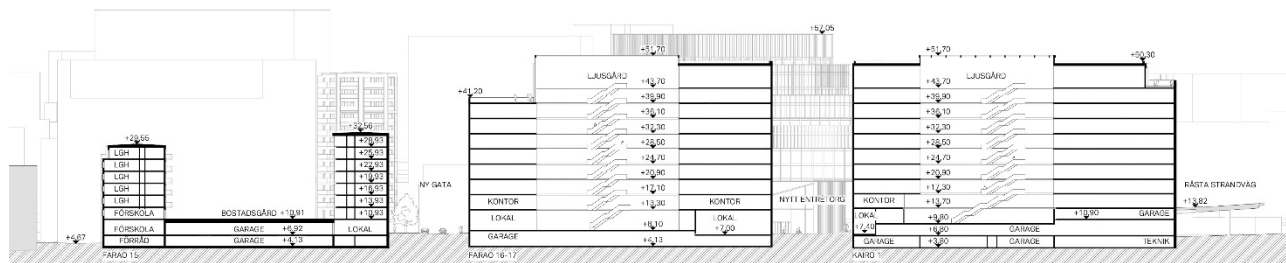 +29,55
LGH
LGH
LGH
LGH
LGH
FÖRSKOLA
FÖRSKOLA
FÖRRÅD
+4,67
FARAO 15
BOSTADSGÅRD +10,91
GARAGE +6,92
GARAGE +4,13
+32,56
+28,93
+25,93
+22,93
+19,93
+16,93
+13,93
+10,93
LOKAL
NY GATA
+41,20
+51,70
LJUSGÅRD
+43,70
+39,90
+36,10
+32,30
+28,50
+24,70
+20,90
+17,10
+13,30
+8,10
+4,13
KONTOR
LOKAL
GARAGE
KONTOR
LOKAL
+7,00
FARAO 16-17
+57,05
NYTT ENTRÉTORG
+51,70
+50,30
LJUSGÅRD
+43,70
+39,90
+36,10
+32,30
+28,50
+24,70
+20,90
+17,30
+13,70
+9,80
+6,80
+3,60
KONTOR
LOKAL
+7,40
GARAGE
GARAGE
GARAGE
+10,90
GARAGE
TEKNIK
KAIRO 1
RÅSTA STRANDVÄG
+13,82